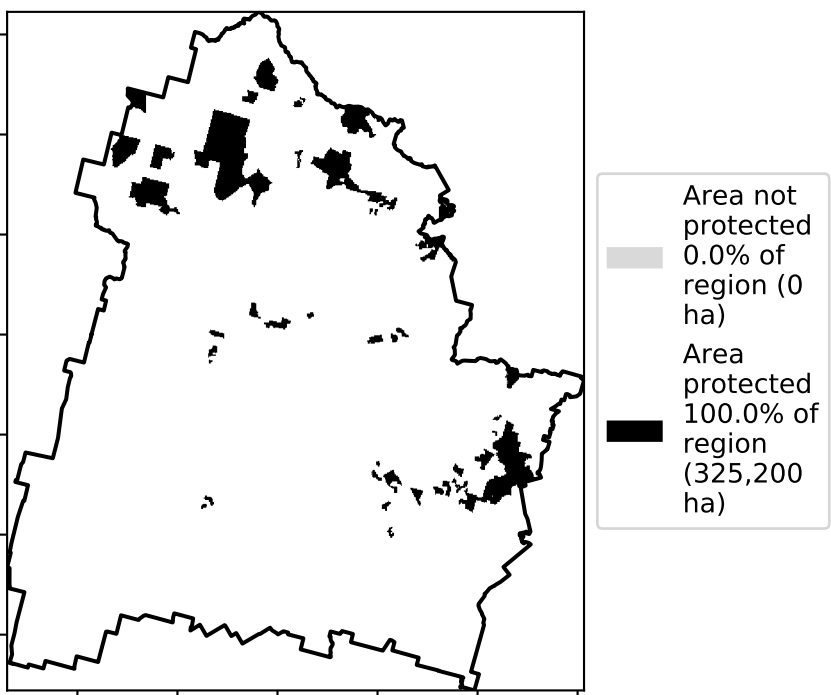 Area not
protected
0.0% of
region (0
ha)
Area
protected
100.0% of
region
(325,200
ha)